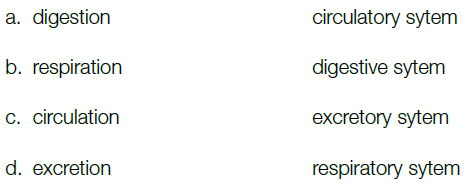 a. digestion circulatory sytem
b. respiration digestive sytem
c. circulation excretory sytem
d. excretion respiratory sytem